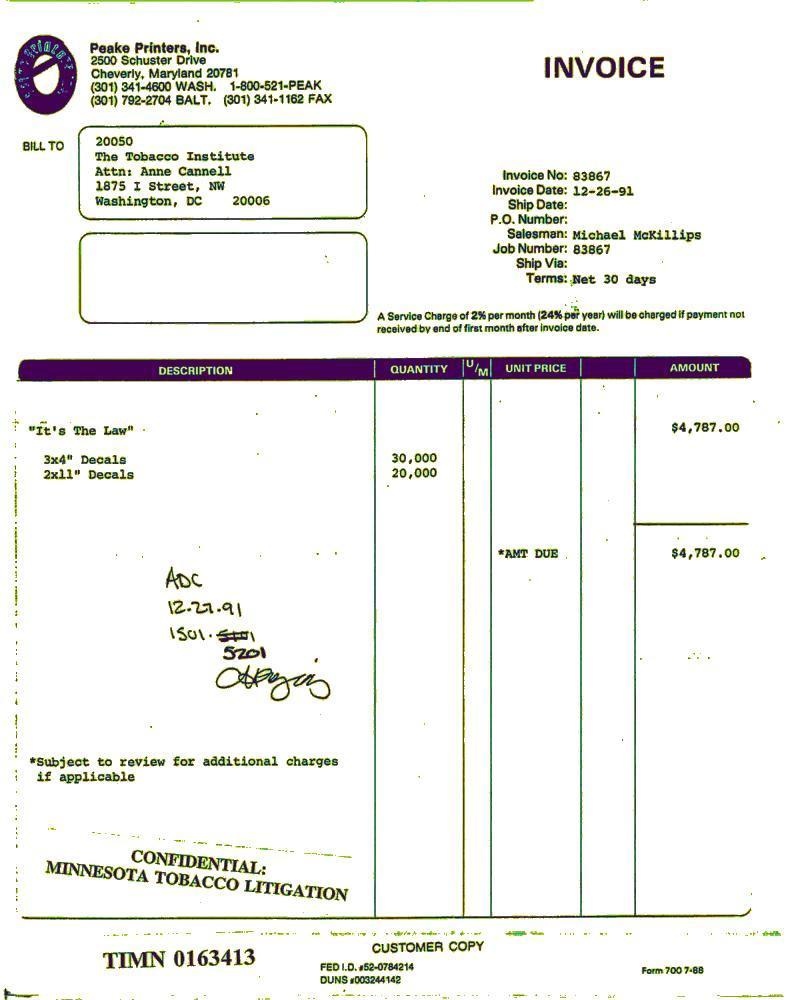 Peake Printers, Inc.
2500 Schuster Drive
Cheverly, Maryland 20781
(301) 341-4600 WASH. 1-800-521-PEAK
(301) 792-2704 BALT. (301) 341-1162 FAX
INVOICE
BILL TO
20050
The Tobacco Institute
Attn: Anne Cannell
1875 I Street, NW
Washington, DC 20006
Invoice No: 83867
Invoice Date: 12-26-91
Ship Date:
P.O. Number:
Salesman: Michael McKillips
Job Number: 83867
Ship Via:
Terms: Net 30 days
A Service Charge of 2% per month (24% per year) will be charged if payment not
received by end of first month after invoice date.
DESCRIPTION QUANTITY U/M UNIT PRICE AMOUNT
"It's The Law" $4,787.00
3x4" Decals 30,000
2x11" Decals 20,000
*AMT DUE $4,787.00
ADC
12-27-91
1501.
5201
*Subject to review for additional charges
if applicable
CONFIDENTIAL:
MINNESOTA TOBACCO LITIGATION
TIMN 0163413
CUSTOMER COPY
FED I.D. #52-0784214
DUNS #003244142
Form 700 7-88